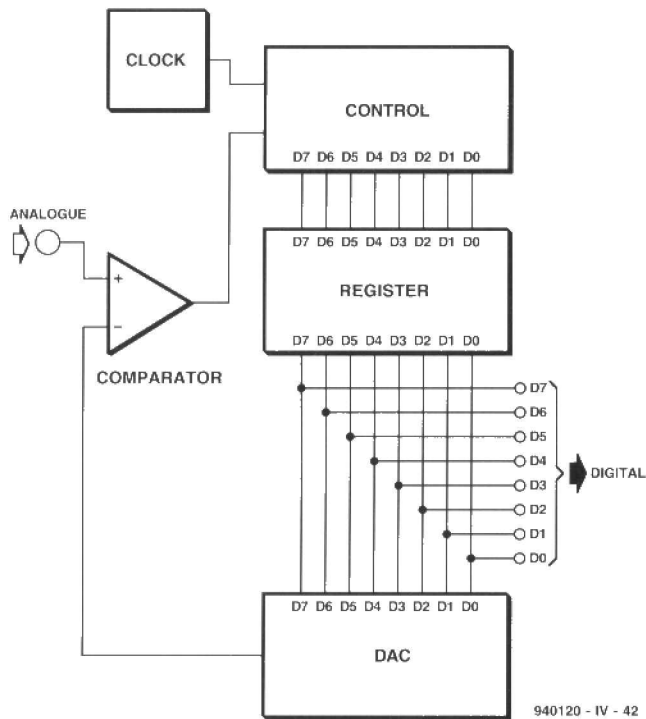 CLOCK
CONTROL
D7 D6 D5 D4 D3 D2 D1 D0
ANALOGUE
D7 D6 D5 D4 D3 D2 D1 D0
REGISTER
+
−
D7 D6 D5 D4 D3 D2 D1 D0
COMPARATOR
D7
D6
D5
D4
D3
D2
D1
D0
DIGITAL
D7 D6 D5 D4 D3 D2 D1 D0
DAC
940120 - IV - 42